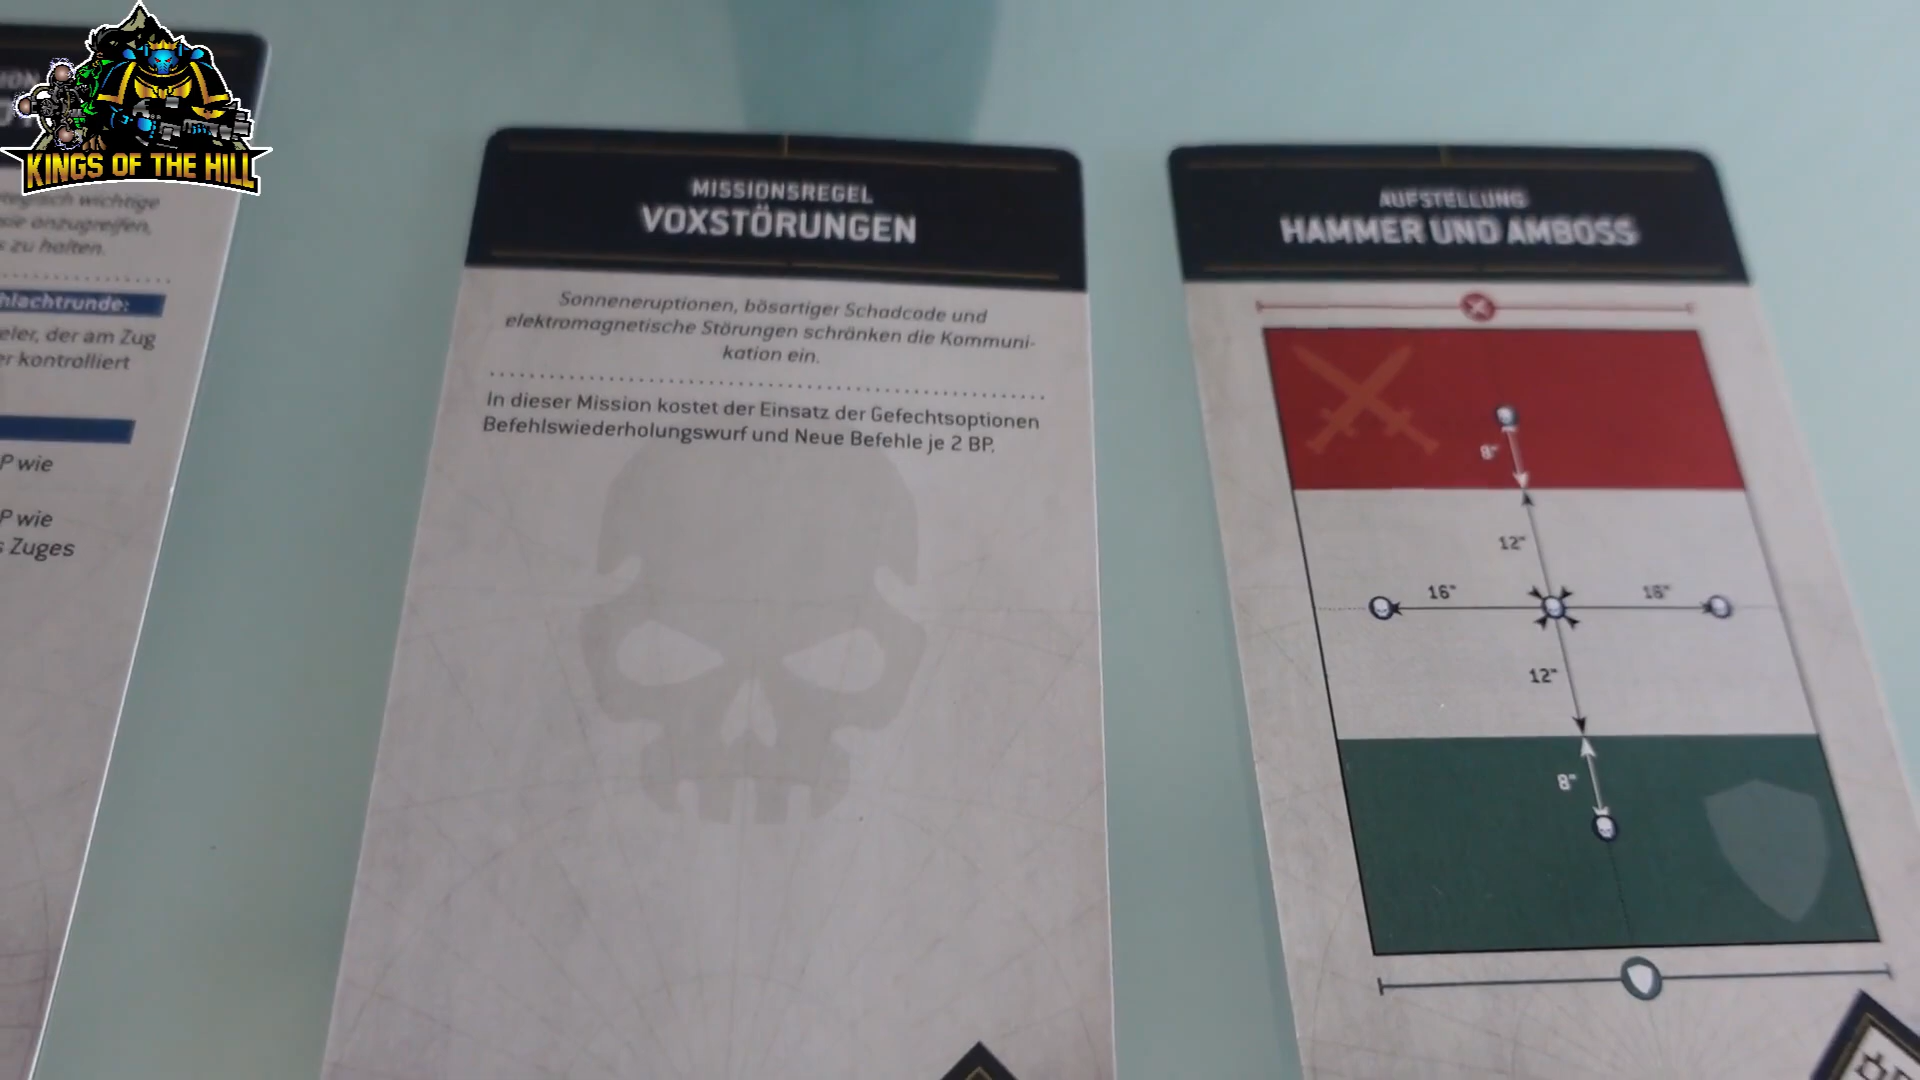 KINGS OF THE HILL
sie anzugreifen,
s zu halten.
hlachtrunde:
eler, der am Zug
er kontrolliert
P wie
P wie
s Zuges
MISSIONSREGEL
VOXSTÖRUNGEN
Sonneneruptionen, bösartiger Schadcode und
elektromagnetische Störungen schränken die Kommuni-
kation ein.
In dieser Mission kostet der Einsatz der Gefechtsoptionen
Befehlswiederholungswurf und Neue Befehle je 2 BP.
AUFSTELLUNG
HAMMER UND AMBOSS
8"
12"
16" 16"
12"
8"